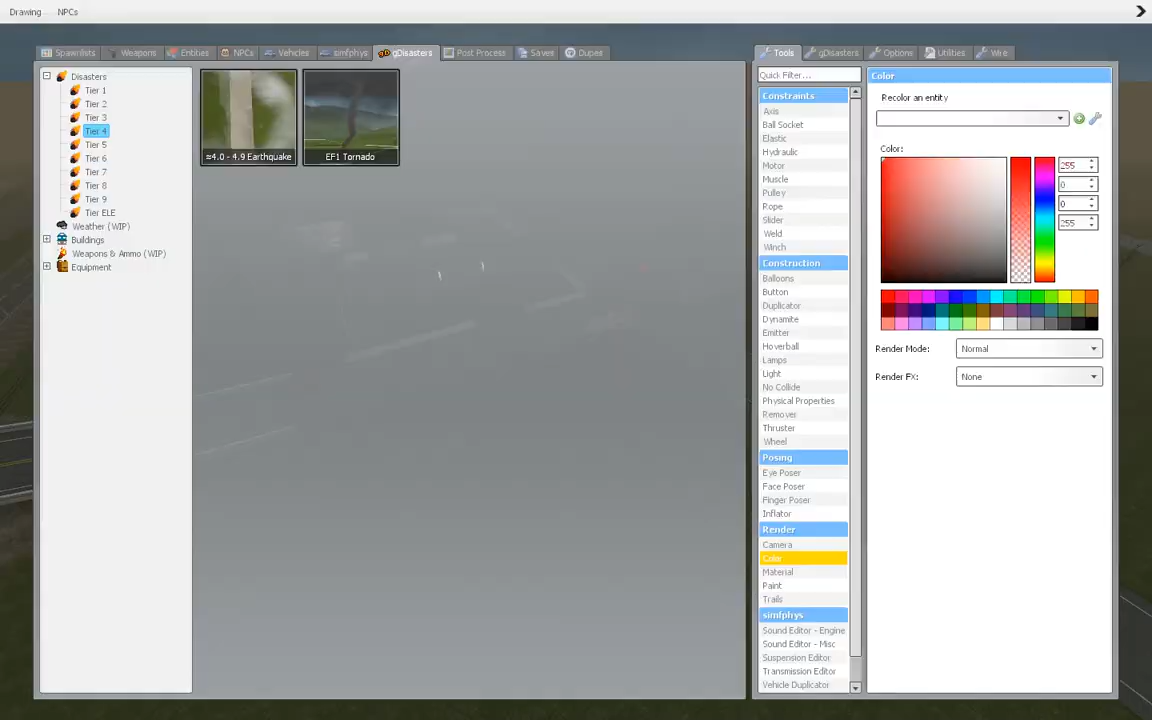 Drawing NPCs
Spawnlists Weapons Entities NPCs Vehicles simfphys gDisasters Post Process Saves Dupes
Tools gDisasters Options Utilities Wire
Disasters
Tier 1
Tier 2
Tier 3
Tier 4
Tier 5
Tier 6
Tier 7
Tier 8
Tier 9
Tier ELE
Weather (WIP)
Buildings
Weapons & Ammo (WIP)
Equipment
≈4.0 - 4.9 Earthquake
EF1 Tornado
Quick Filter...
Constraints
Axis
Ball Socket
Elastic
Hydraulic
Motor
Muscle
Pulley
Rope
Slider
Weld
Winch
Construction
Balloons
Button
Duplicator
Dynamite
Emitter
Hoverball
Lamps
Light
No Collide
Physical Properties
Remover
Thruster
Wheel
Posing
Eye Poser
Face Poser
Finger Poser
Inflator
Render
Camera
Color
Material
Paint
Trails
simfphys
Sound Editor - Engine
Sound Editor - Misc
Suspension Editor
Transmission Editor
Vehicle Duplicator
Color
Recolor an entity
Color:
255
0
0
255
Render Mode: Normal
Render FX: None